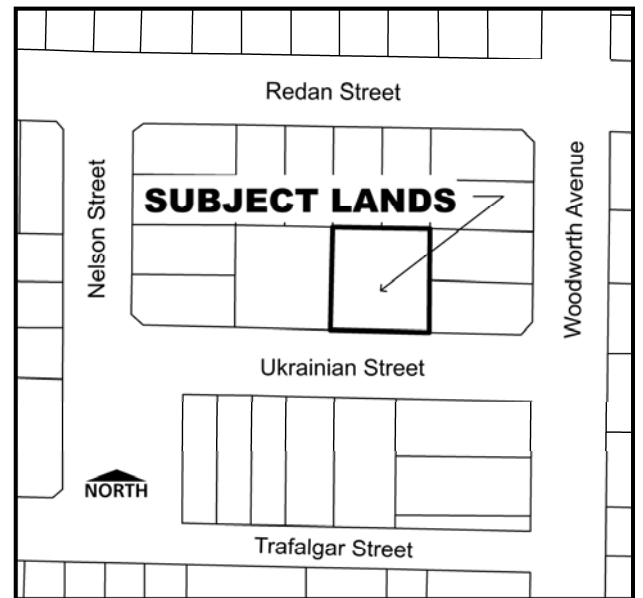 Redan Street
Nelson Street
SUBJECT LANDS
Woodworth Avenue
Ukrainian Street
NORTH
Trafalgar Street